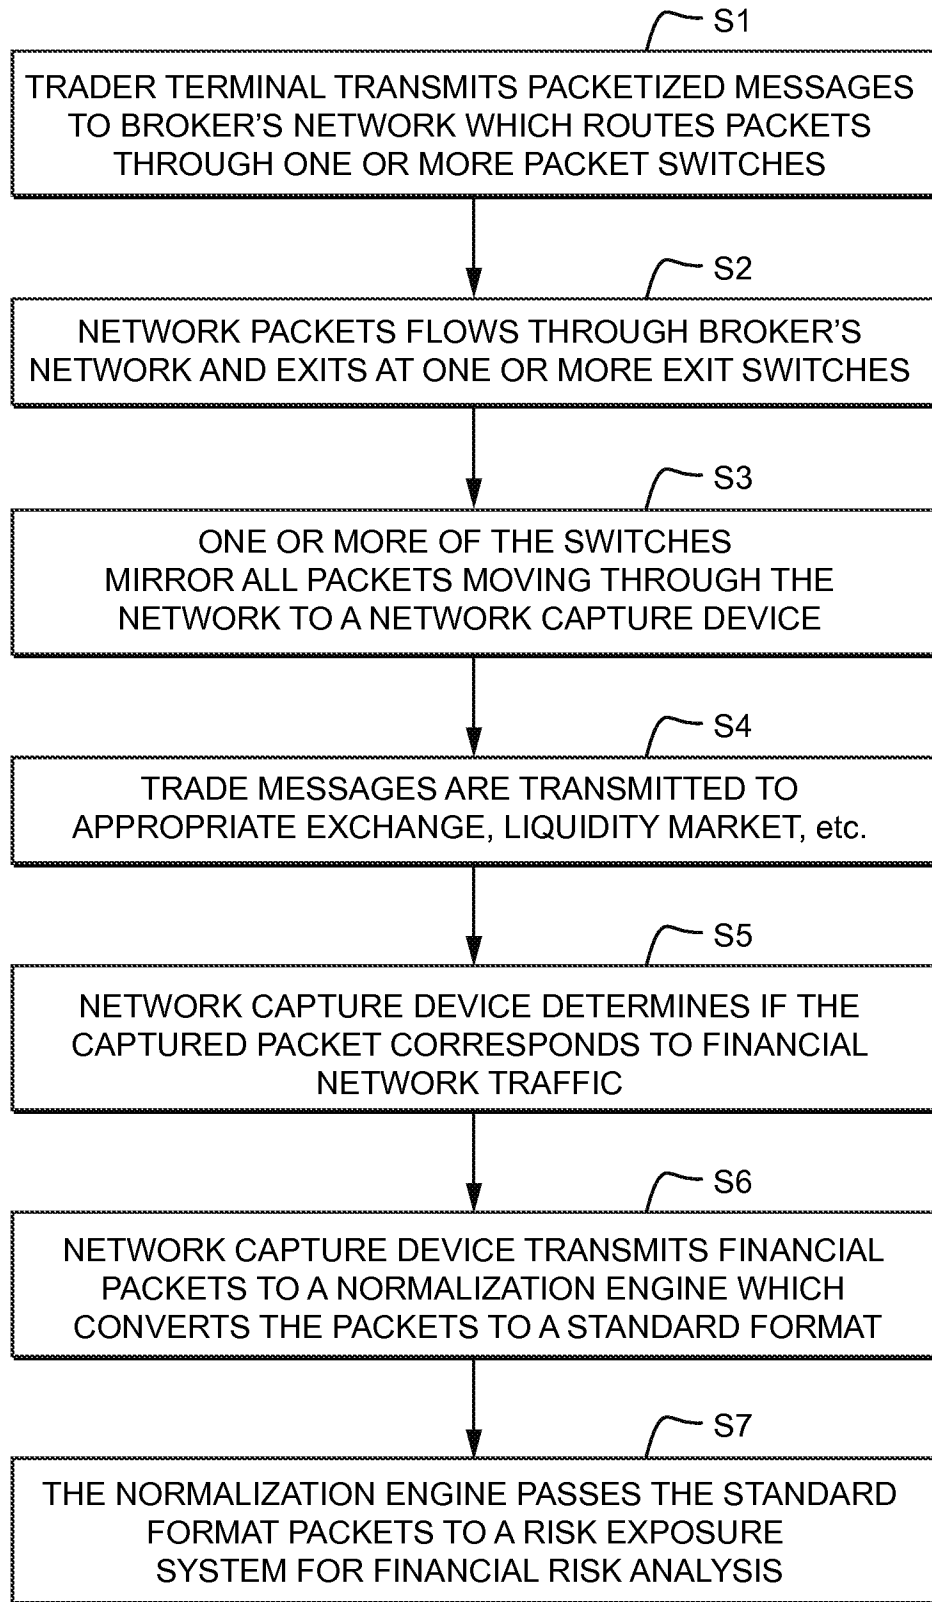 S1
TRADER TERMINAL TRANSMITS PACKETIZED MESSAGES
TO BROKER'S NETWORK WHICH ROUTES PACKETS
THROUGH ONE OR MORE PACKET SWITCHES
S2
NETWORK PACKETS FLOWS THROUGH BROKER'S
NETWORK AND EXITS AT ONE OR MORE EXIT SWITCHES
S3
ONE OR MORE OF THE SWITCHES
MIRROR ALL PACKETS MOVING THROUGH THE
NETWORK TO A NETWORK CAPTURE DEVICE
S4
TRADE MESSAGES ARE TRANSMITTED TO
APPROPRIATE EXCHANGE, LIQUIDITY MARKET, etc.
S5
NETWORK CAPTURE DEVICE DETERMINES IF THE
CAPTURED PACKET CORRESPONDS TO FINANCIAL
NETWORK TRAFFIC
S6
NETWORK CAPTURE DEVICE TRANSMITS FINANCIAL
PACKETS TO A NORMALIZATION ENGINE WHICH
CONVERTS THE PACKETS TO A STANDARD FORMAT
S7
THE NORMALIZATION ENGINE PASSES THE STANDARD
FORMAT PACKETS TO A RISK EXPOSURE
SYSTEM FOR FINANCIAL RISK ANALYSIS